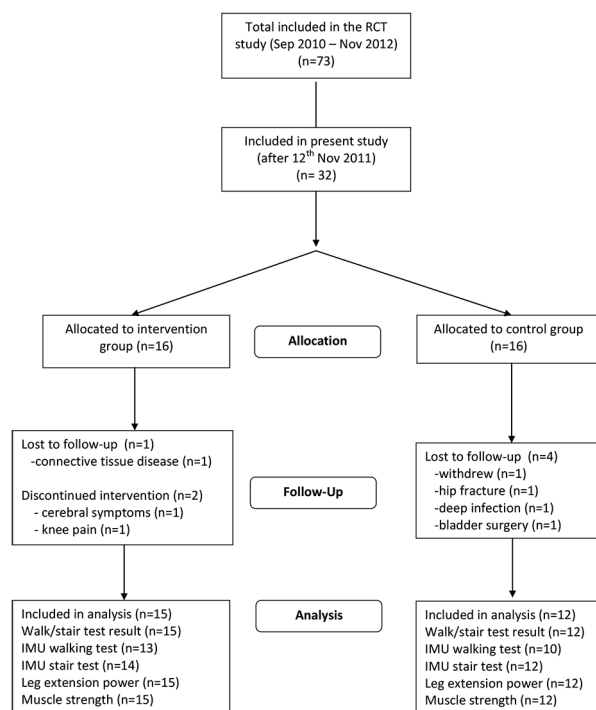 Total included in the RCT
study (Sep 2010 – Nov 2012)
(n=73)
Included in present study
(after 12th Nov 2011)
(n= 32)
Allocated to intervention
group (n=16)
Allocation
Allocated to control group
(n=16)
Lost to follow-up (n=1)
-connective tissue disease (n=1)
Discontinued intervention (n=2)
- cerebral symptoms (n=1)
- knee pain (n=1)
Follow-Up
Lost to follow-up (n=4)
-withdrew (n=1)
-hip fracture (n=1)
-deep infection (n=1)
-bladder surgery (n=1)
Included in analysis (n=15)
Walk/stair test result (n=15)
IMU walking test (n=13)
IMU stair test (n=14)
Leg extension power (n=15)
Muscle strength (n=15)
Analysis
Included in analysis (n=12)
Walk/stair test result (n=12)
IMU walking test (n=10)
IMU stair test (n=12)
Leg extension power (n=12)
Muscle strength (n=12)